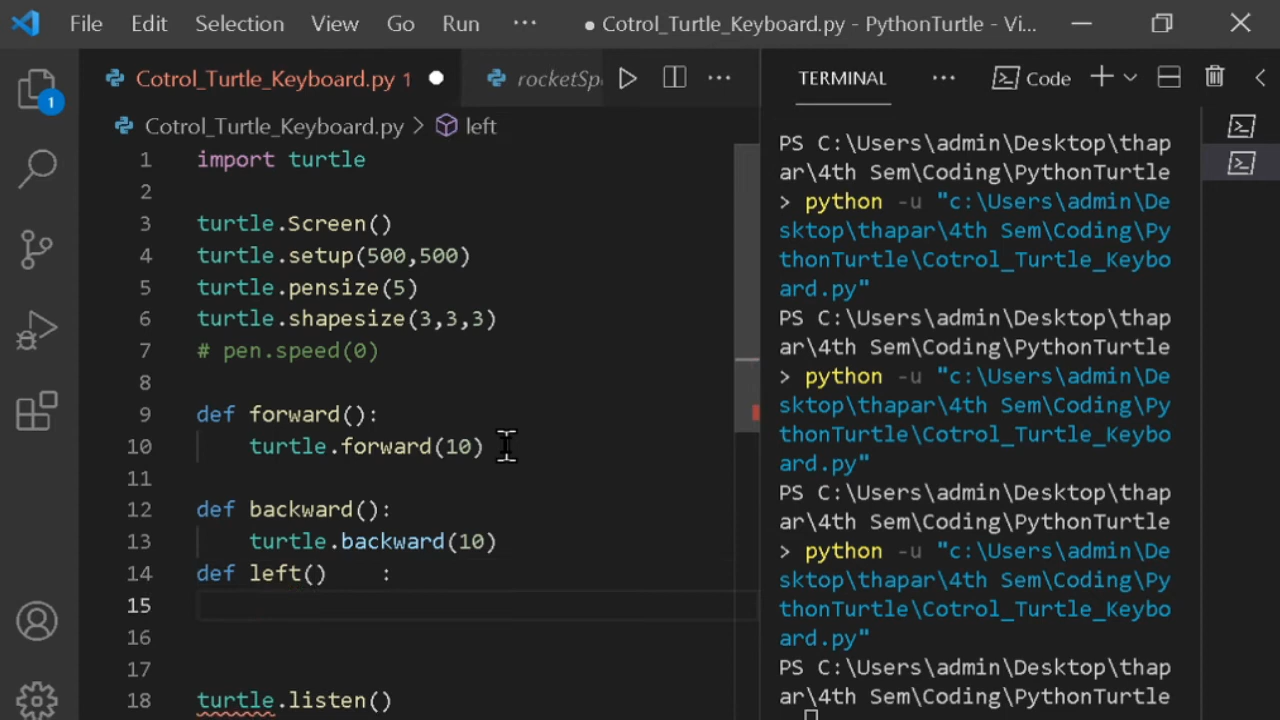 File Edit Selection View Go Run ··· ● Cotrol_Turtle_Keyboard.py - PythonTurtle - Vi...
Cotrol_Turtle_Keyboard.py 1 ● rocketSp ···
TERMINAL ··· Code
1
Cotrol_Turtle_Keyboard.py > left
1 import turtle
2
3 turtle.Screen()
4 turtle.setup(500,500)
5 turtle.pensize(5)
6 turtle.shapesize(3,3,3)
7 # pen.speed(0)
8
9 def forward():
10 turtle.forward(10)
11
12 def backward():
13 turtle.backward(10)
14 def left()    :
15
16
17
18 turtle.listen()
PS C:\Users\admin\Desktop\thap
ar\4th Sem\Coding\PythonTurtle
> python -u "c:\Users\admin\De
sktop\thapar\4th Sem\Coding\Py
thonTurtle\Cotrol_Turtle_Keybo
ard.py"
PS C:\Users\admin\Desktop\thap
ar\4th Sem\Coding\PythonTurtle
> python -u "c:\Users\admin\De
sktop\thapar\4th Sem\Coding\Py
thonTurtle\Cotrol_Turtle_Keybo
ard.py"
PS C:\Users\admin\Desktop\thap
ar\4th Sem\Coding\PythonTurtle
> python -u "c:\Users\admin\De
sktop\thapar\4th Sem\Coding\Py
thonTurtle\Cotrol_Turtle_Keybo
ard.py"
PS C:\Users\admin\Desktop\thap
ar\4th Sem\Coding\PythonTurtle